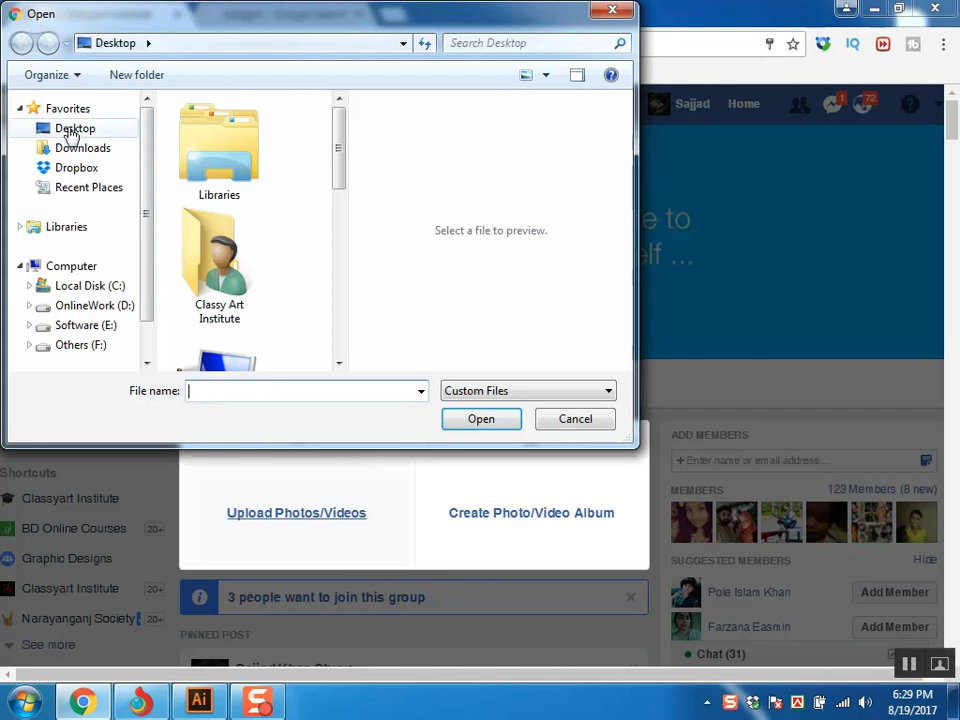 Open
Desktop
Search Desktop
Organize
New folder
Favorites
Desktop
Downloads
Dropbox
Recent Places
Libraries
Computer
Local Disk (C:)
OnlineWork (D:)
Software (E:)
Others (F:)
Libraries
Classy Art
Institute
Select a file to preview.
File name:
Custom Files
Open
Cancel
IQ
Sajjad
Home
1
72
e to
elf ...
Shortcuts
Classyart Institute
BD Online Courses
20+
Graphic Designs
Classyart Institute
20+
Narayanganj Society
20+
See more
Upload Photos/Videos
Create Photo/Video Album
3 people want to join this group
PINNED POST
ADD MEMBERS
+ Enter name or email address...
MEMBERS
123 Members (8 new)
SUGGESTED MEMBERS
Hide
Pole Islam Khan
Add Member
Farzana Easmin
Add Member
Chat (31)
Ai
S
S
A
6:29 PM
8/19/2017